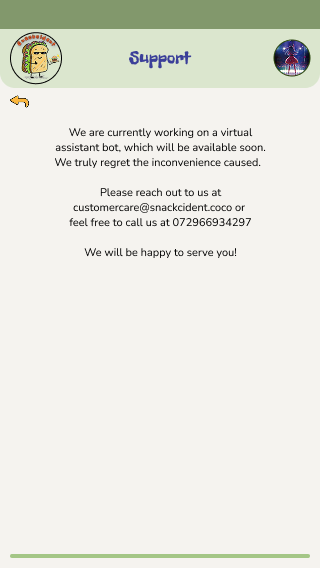 Snaccident
Support
We are currently working on a virtual
assistant bot, which will be available soon.
We truly regret the inconvenience caused.
Please reach out to us at
customercare@snackcident.coco or
feel free to call us at 072966934297
We will be happy to serve you!